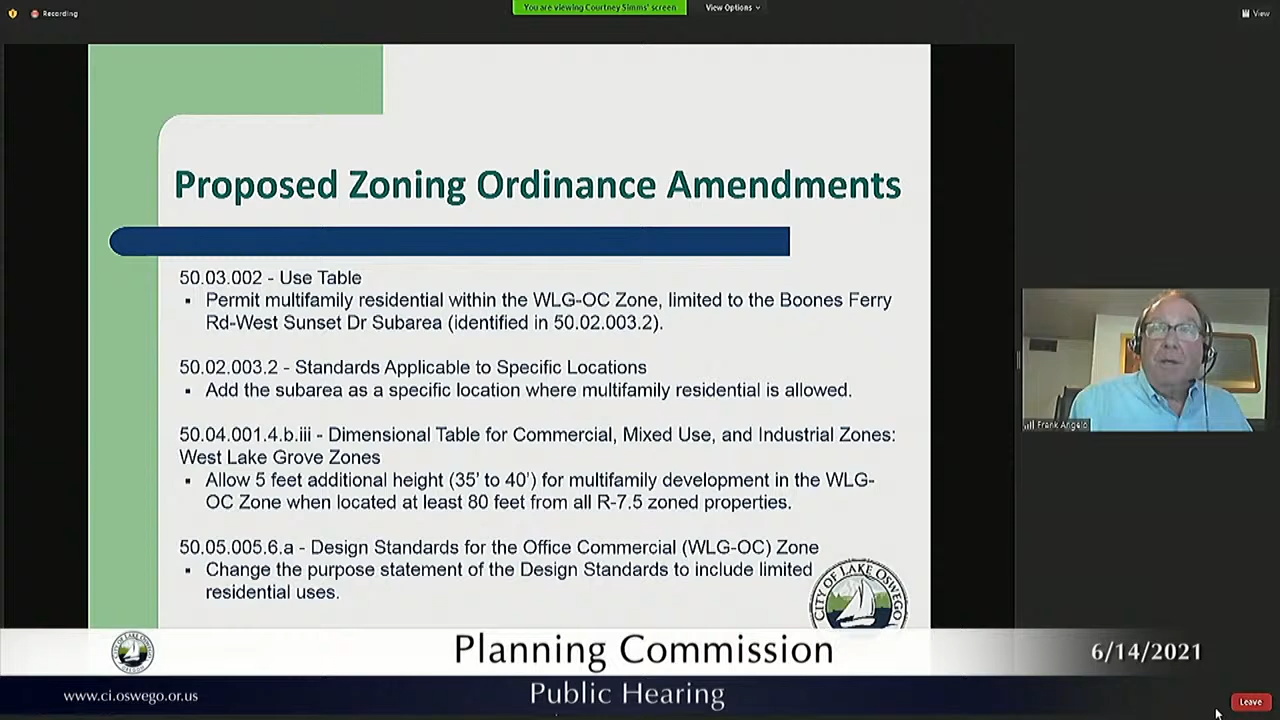 Recording
You are viewing Courtney Simms' screen
View Options
View
Proposed Zoning Ordinance Amendments
50.03.002 - Use Table
▪ Permit multifamily residential within the WLG-OC Zone, limited to the Boones Ferry
Rd-West Sunset Dr Subarea (identified in 50.02.003.2).
50.02.003.2 - Standards Applicable to Specific Locations
▪ Add the subarea as a specific location where multifamily residential is allowed.
50.04.001.4.b.iii - Dimensional Table for Commercial, Mixed Use, and Industrial Zones:
West Lake Grove Zones
▪ Allow 5 feet additional height (35' to 40') for multifamily development in the WLG-
OC Zone when located at least 80 feet from all R-7.5 zoned properties.
50.05.005.6.a - Design Standards for the Office Commercial (WLG-OC) Zone
▪ Change the purpose statement of the Design Standards to include limited
residential uses.
CITY OF LAKE OSWEGO
Frank Angelo
Planning Commission
6/14/2021
www.ci.oswego.or.us
Public Hearing
Leave